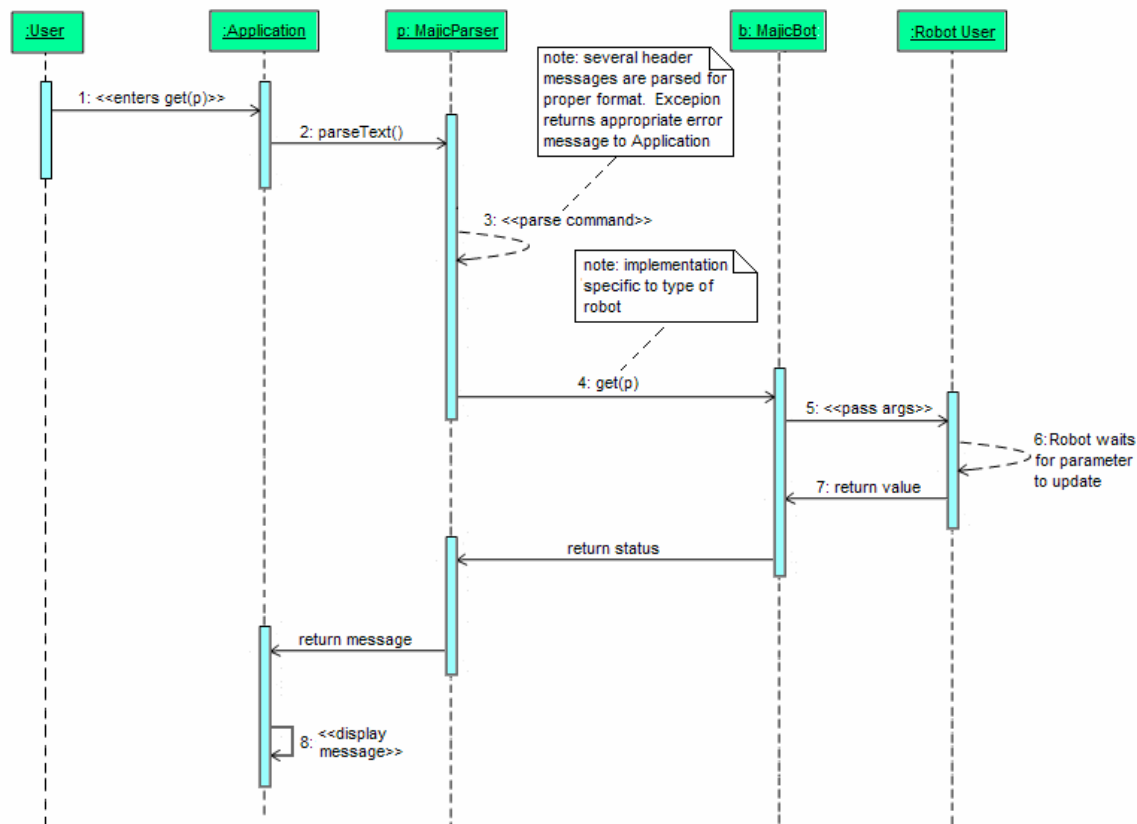 :User
:Application
p: MajicParser
b: MajicBot
:Robot User
note: several header
messages are parsed for
proper format.  Excepion
returns appropriate error
message to Application
1: <<enters get(p)>>
2: parseText()
3: <<parse command>>
note: implementation
specific to type of
robot
4: get(p)
5: <<pass args>>
6:Robot waits
for parameter
to update
7: return value
return status
return message
8: <<display
message>>